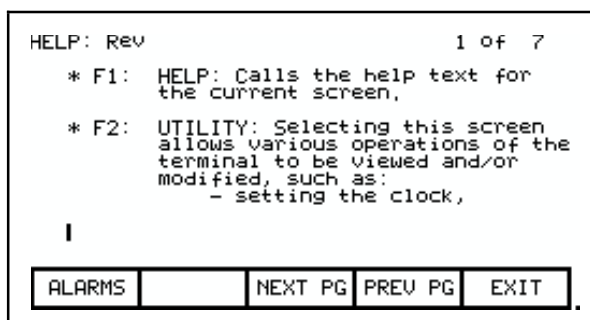 HELP: Rev 1 of 7
* F1: HELP: Calls the help text for
the current screen,
* F2: UTILITY: Selecting this screen
allows various operations of the
terminal to be viewed and/or
modified, such as:
- setting the clock,
ALARMS NEXT PG PREV PG EXIT